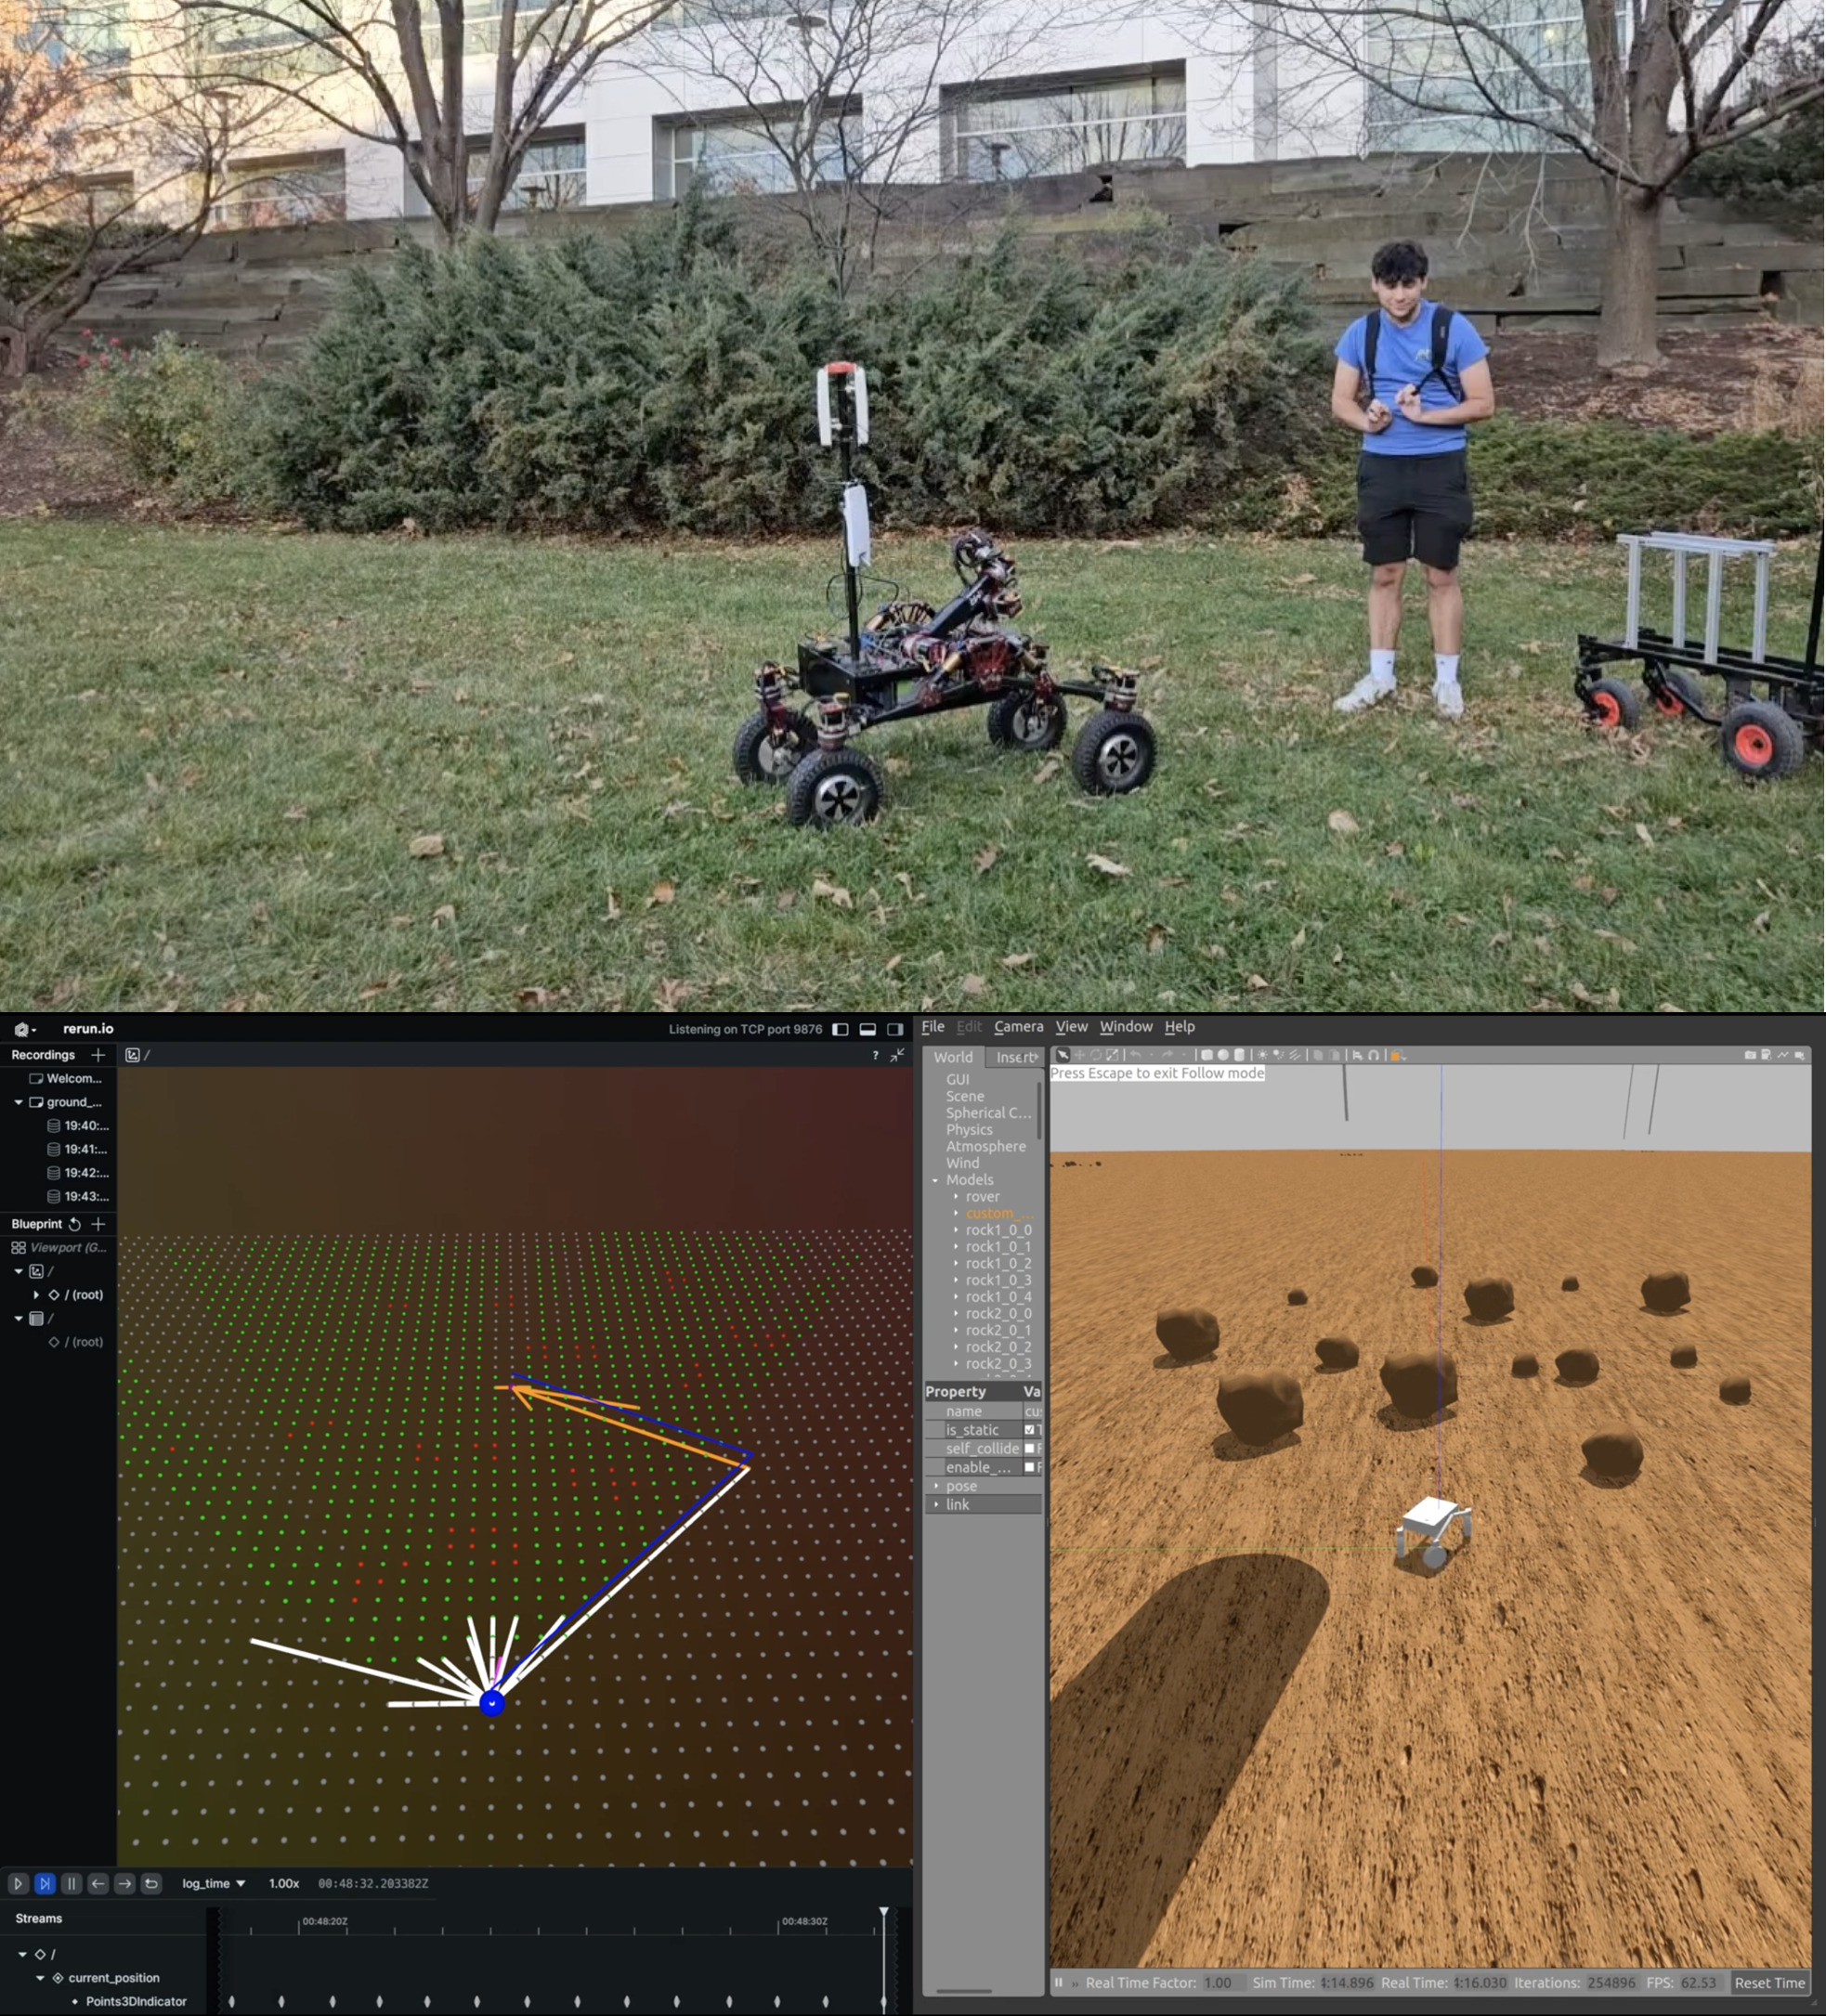 rerun.io
Listening on TCP port 9876
Recordings
/
?
Welcom...
ground_...
19:40:...
19:41:...
19:42:...
19:43:...
Blueprint
Viewport (G...
/
/ (root)
/
/ (root)
log_time
1.00x
00:48:32.203382Z
Streams
00:48:20Z
00:48:30Z
/
current_position
Points3DIndicator
File Edit Camera View Window Help
World
Insert
Press Escape to exit Follow mode
GUI
Scene
Spherical C...
Physics
Atmosphere
Wind
Models
rover
custom_...
rock1_0_0
rock1_0_1
rock1_0_2
rock1_0_3
rock1_0_4
rock2_0_0
rock2_0_1
rock2_0_2
rock2_0_3
Property
Va
name
cu
is_static
self_collide
F
enable_...
F
pose
link
Real Time Factor: 1.00 Sim Time: 14.896 Real Time: 16.030 Iterations: 254896 FPS: 62.53 Reset Time